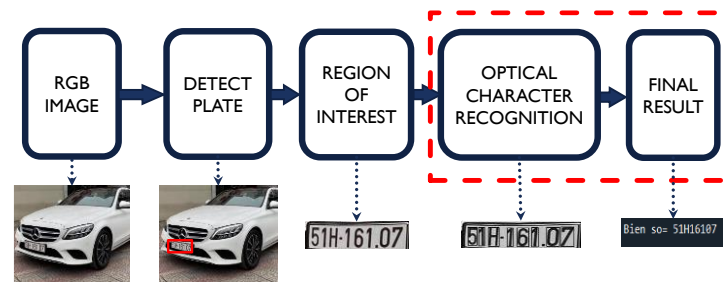 RGB
IMAGE
DETECT
PLATE
REGION
OF
INTEREST
OPTICAL
CHARACTER
RECOGNITION
FINAL
RESULT
51H-161.07
51H-161.07
Bien so= 51H16107